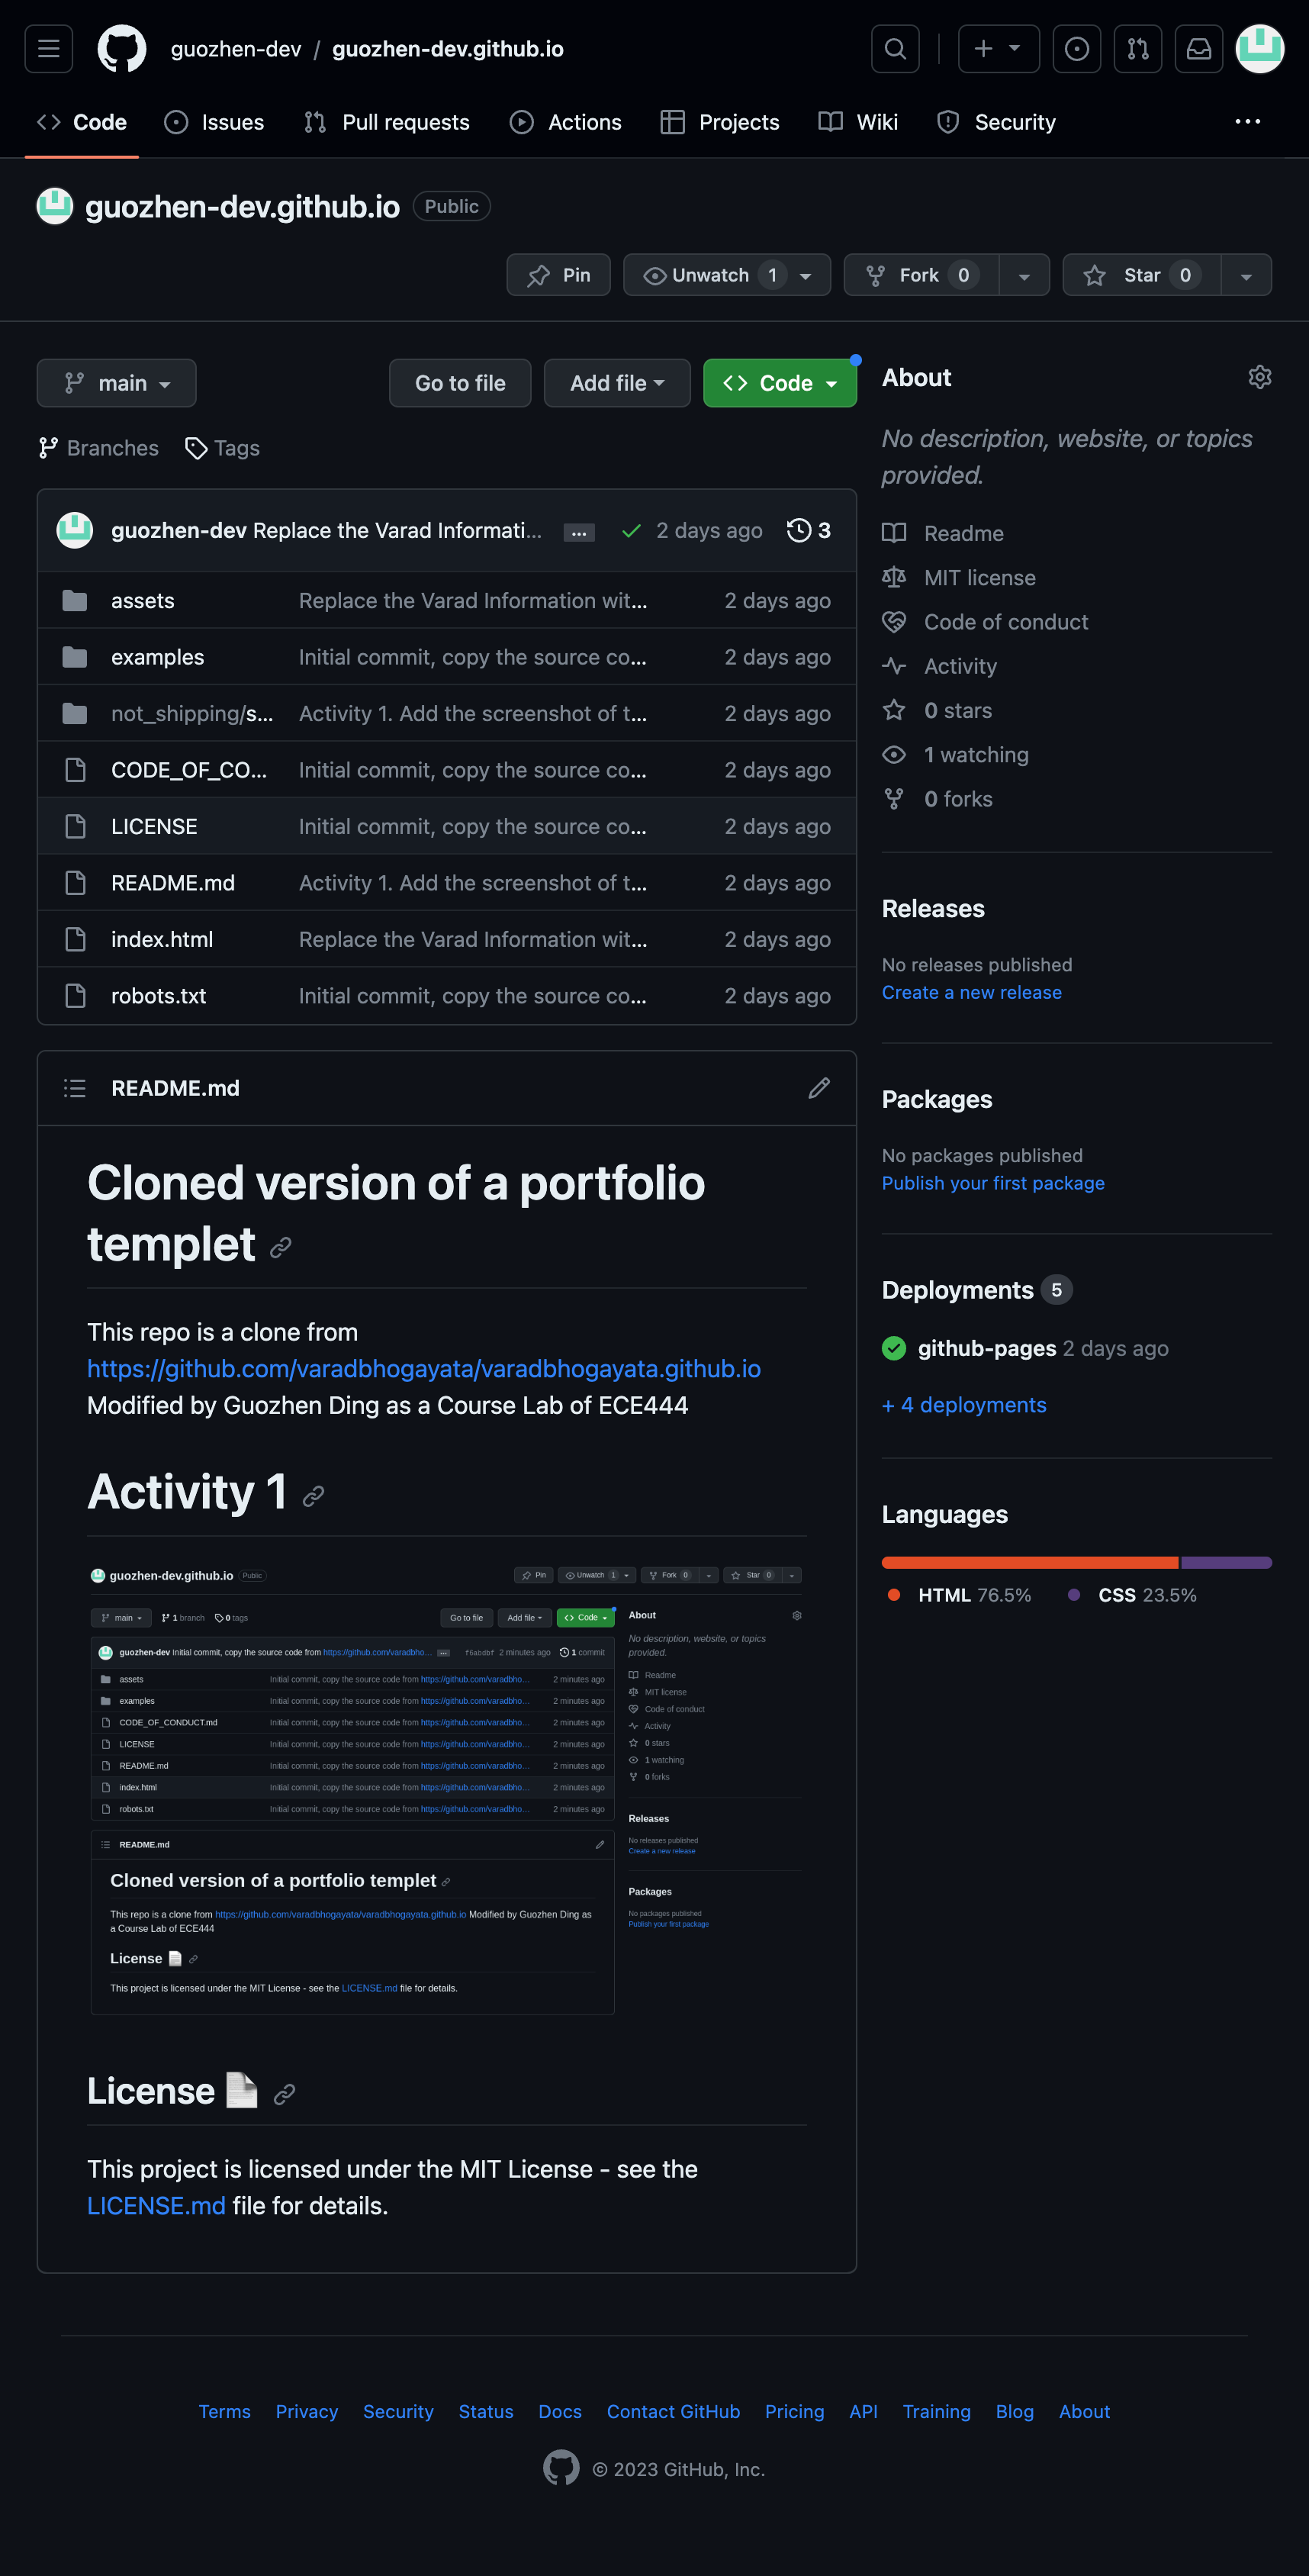 guozhen-dev / guozhen-dev.github.io
Code Issues Pull requests Actions Projects Wiki Security
guozhen-dev.github.io Public
Pin Unwatch 1 Fork 0 Star 0
main Go to file Add file Code
Branches Tags
guozhen-dev Replace the Varad Informati... ... 2 days ago 3
assets Replace the Varad Information wit... 2 days ago
examples Initial commit, copy the source co... 2 days ago
not_shipping/s... Activity 1. Add the screenshot of t... 2 days ago
CODE_OF_CO... Initial commit, copy the source co... 2 days ago
LICENSE Initial commit, copy the source co... 2 days ago
README.md Activity 1. Add the screenshot of t... 2 days ago
index.html Replace the Varad Information wit... 2 days ago
robots.txt Initial commit, copy the source co... 2 days ago
README.md
Cloned version of a portfolio
templet
This repo is a clone from
https://github.com/varadbhogayata/varadbhogayata.github.io
Modified by Guozhen Ding as a Course Lab of ECE444
Activity 1
guozhen-dev.github.io Public Pin Unwatch 1 Fork 0 Star 0
main 1 branch 0 tags Go to file Add file Code
guozhen-dev Initial commit, copy the source code from https://github.com/varadbho... ... f6abdbf 2 minutes ago 1 commit
assets Initial commit, copy the source code from https://github.com/varadbho... 2 minutes ago
examples Initial commit, copy the source code from https://github.com/varadbho... 2 minutes ago
CODE_OF_CONDUCT.md Initial commit, copy the source code from https://github.com/varadbho... 2 minutes ago
LICENSE Initial commit, copy the source code from https://github.com/varadbho... 2 minutes ago
README.md Initial commit, copy the source code from https://github.com/varadbho... 2 minutes ago
index.html Initial commit, copy the source code from https://github.com/varadbho... 2 minutes ago
robots.txt Initial commit, copy the source code from https://github.com/varadbho... 2 minutes ago
README.md
Cloned version of a portfolio templet
This repo is a clone from https://github.com/varadbhogayata/varadbhogayata.github.io Modified by Guozhen Ding as
a Course Lab of ECE444
License
This project is licensed under the MIT License - see the LICENSE.md file for details.
About
No description, website, or topics
provided.
Readme
MIT license
Code of conduct
Activity
0 stars
1 watching
0 forks
Releases
No releases published
Create a new release
Packages
No packages published
Publish your first package
License
This project is licensed under the MIT License - see the
LICENSE.md file for details.
About
No description, website, or topics
provided.
Readme
MIT license
Code of conduct
Activity
0 stars
1 watching
0 forks
Releases
No releases published
Create a new release
Packages
No packages published
Publish your first package
Deployments 5
github-pages 2 days ago
+ 4 deployments
Languages
HTML 76.5% CSS 23.5%
Terms Privacy Security Status Docs Contact GitHub Pricing API Training Blog About
© 2023 GitHub, Inc.